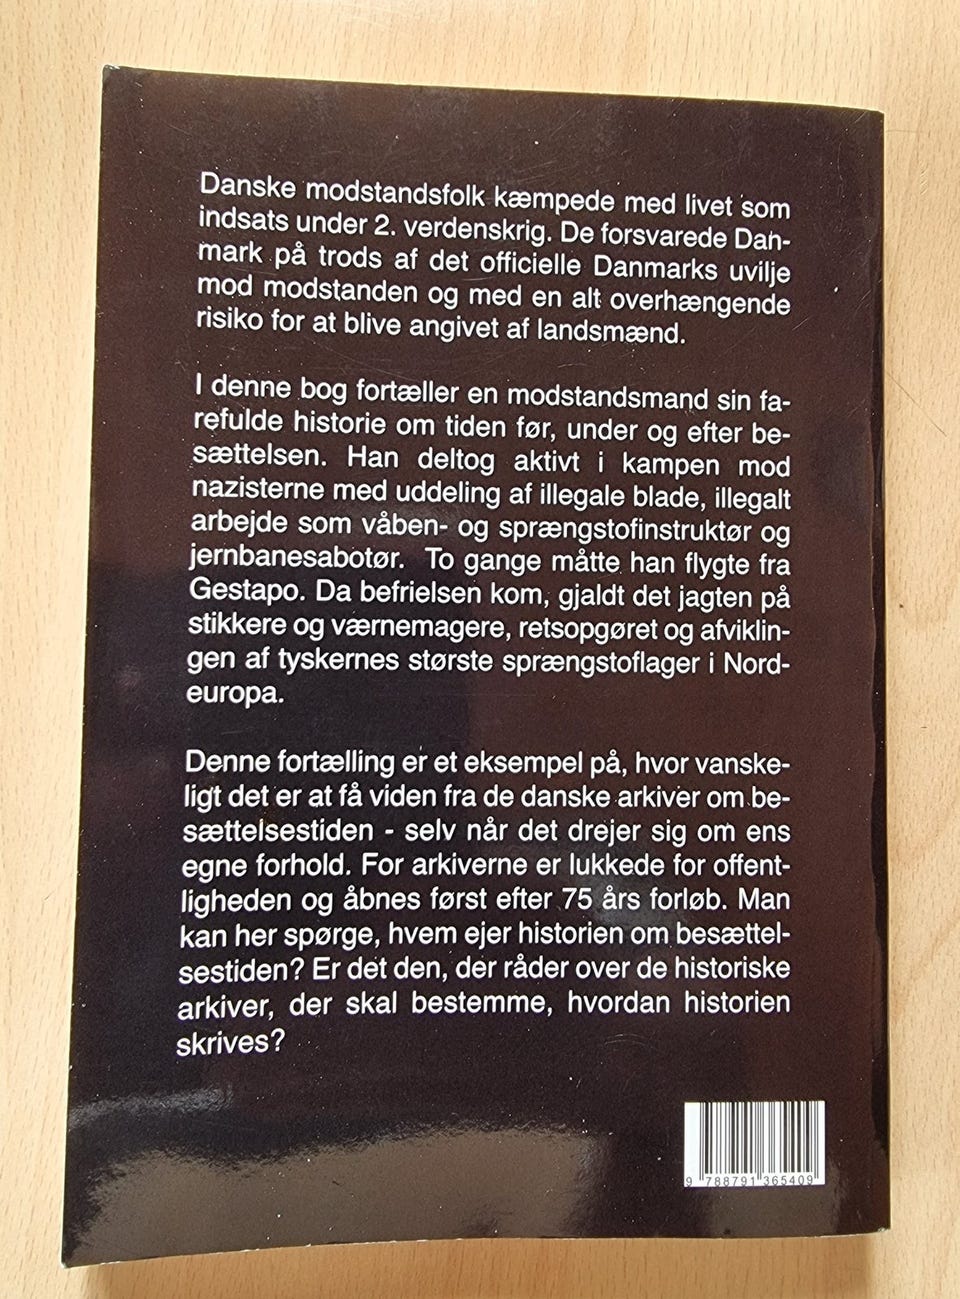 Danske modstandsfolk kæmpede med livet som
indsats under 2. verdenskrig. De forsvarede Dan-
mark på trods af det officielle Danmarks uvilje
mod modstanden og med en alt overhængende
risiko for at blive angivet af landsmænd.
I denne bog fortæller en modstandsmand sin fa-
refulde historie om tiden før, under og efter be-
sættelsen. Han deltog aktivt i kampen mod
nazisterne med uddeling af illegale blade, illegalt
arbejde som våben- og sprængstofinstruktør og
jernbanesabotør. To gange måtte han flygte fra
Gestapo. Da befrielsen kom, gjaldt det jagten på
stikkere og værnemagere, retsopgøret og afviklin-
gen af tyskernes største sprængstoflager i Nord-
europa.
Denne fortælling er et eksempel på, hvor vanske-
ligt det er at få viden fra de danske arkiver om be-
sættelsestiden - selv når det drejer sig om ens
egne forhold. For arkiverne er lukkede for offent-
ligheden og åbnes først efter 75 års forløb. Man
kan her spørge, hvem ejer historien om besættel-
sestiden? Er det den, der råder over de historiske
arkiver, der skal bestemme, hvordan historien
skrives?
9 788791 365409